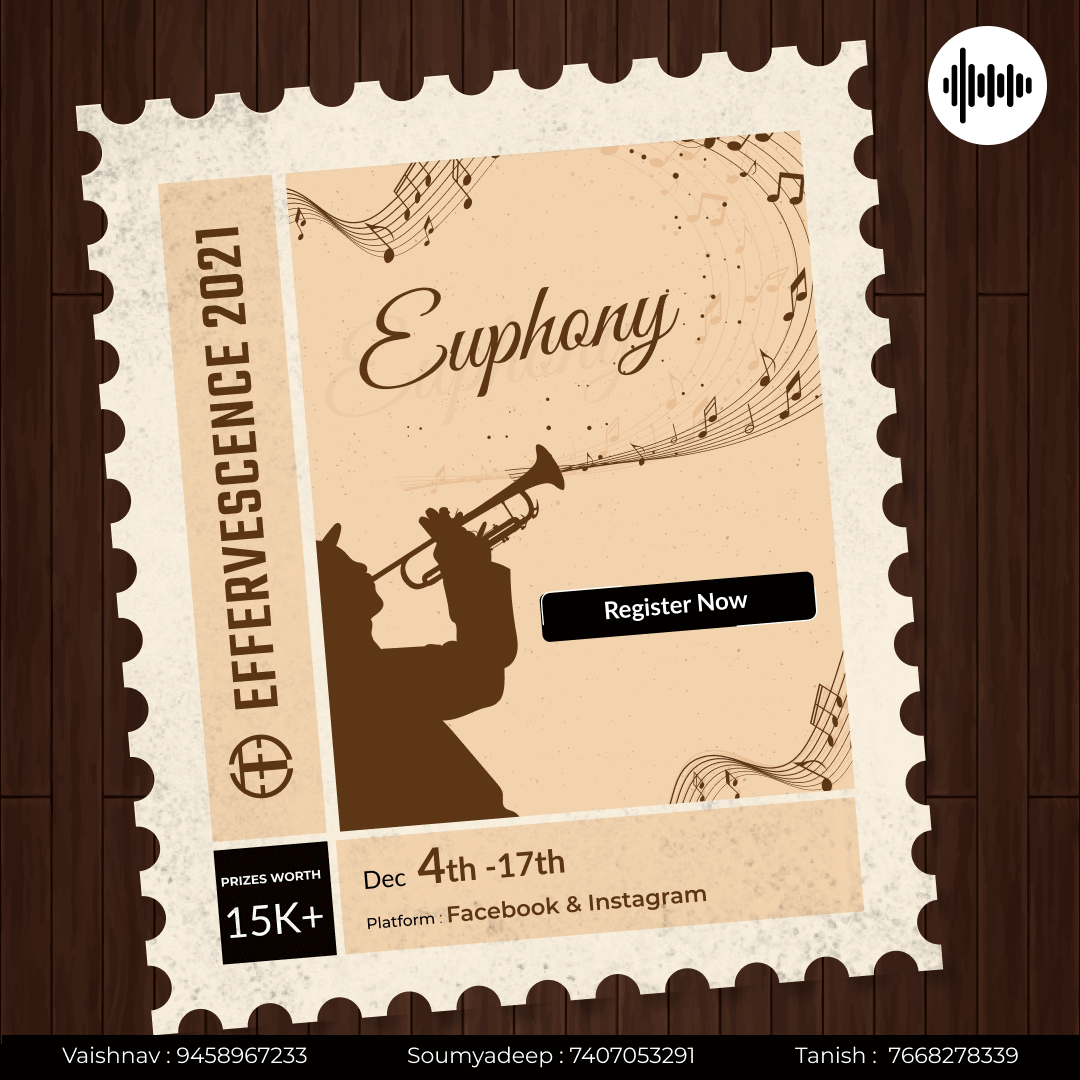 EFFERVESCENCE 2021
Euphony
Register Now
PRIZES WORTH
15K+
Dec 4th -17th
Platform : Facebook & Instagram
Vaishnav : 9458967233
Soumyadeep : 7407053291
Tanish : 7668278339